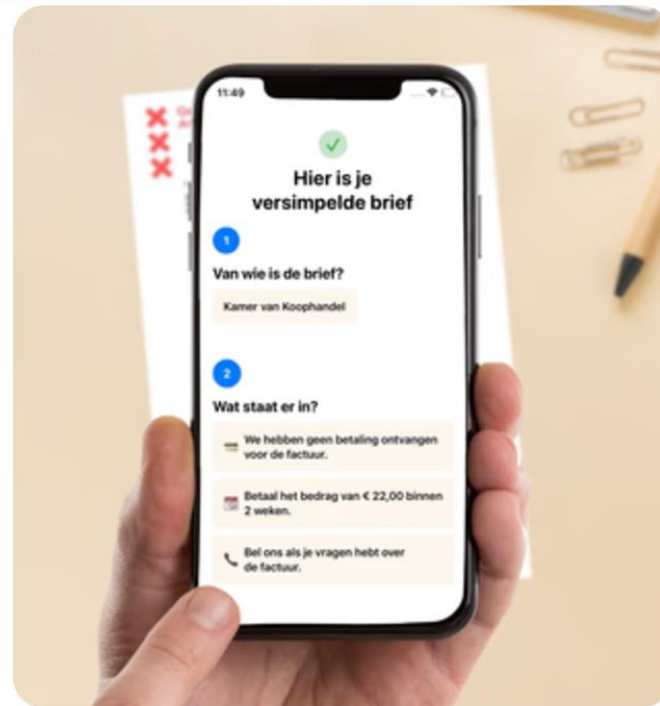 11:49
Hier is je
versimpelde brief
1
Van wie is de brief?
Kamer van Koophandel
2
Wat staat er in?
We hebben geen betaling ontvangen
voor de factuur.
Betaal het bedrag van € 22,00 binnen
2 weken.
Bel ons als je vragen hebt over
de factuur.